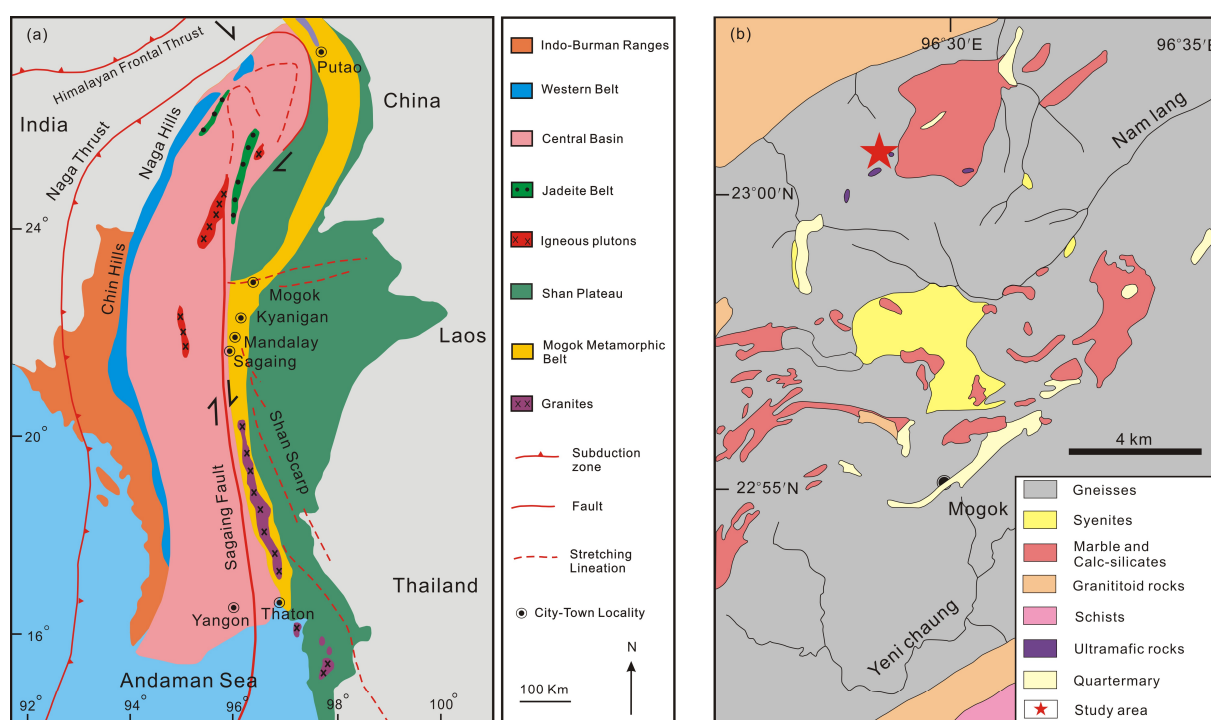 (a)
Himalayan Frontal Thrust
Putao
China
India
Naga Thrust
Naga Hills
24°
Chin Hills
Mogok
Kyanigan
Mandalay
Sagaing
Laos
20°
Shan Scarp
Sagaing Fault
Thailand
Yangon
Thaton
16°
Andaman Sea
92°
94°
96°
98°
100°
Indo-Burman Ranges
Western Belt
Central Basin
Jadeite Belt
Igneous plutons
Shan Plateau
Mogok Metamorphic
Belt
Granites
Subduction
zone
Fault
Stretching
Lineation
City-Town Locality
100 Km
N
(b)
96°30′E
96°35′E
Nam lang
23°00′N
4 km
22°55′N
Mogok
Yeni chaung
Gneisses
Syenites
Marble and
Calc-silicates
Granititoid rocks
Schists
Ultramafic rocks
Quartermary
Study area